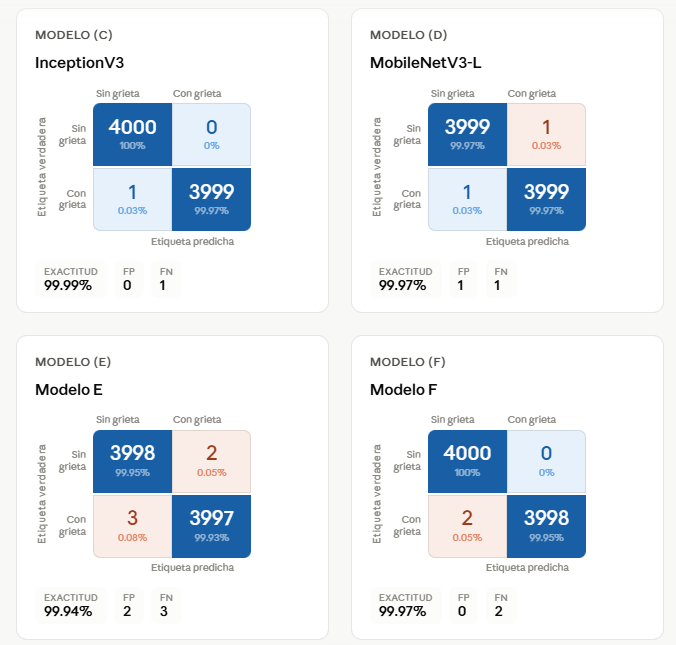 MODELO (C)
InceptionV3
Sin grieta Con grieta
Etiqueta verdadera
Sin grieta
4000 0
100% 0%
Con grieta
1 3999
0.03% 99.97%
Etiqueta predicha
EXACTITUD FP FN
99.99% 0 1
MODELO (D)
MobileNetV3-L
Sin grieta Con grieta
Etiqueta verdadera
Sin grieta
3999 1
99.97% 0.03%
Con grieta
1 3999
0.03% 99.97%
Etiqueta predicha
EXACTITUD FP FN
99.97% 1 1
MODELO (E)
Modelo E
Sin grieta Con grieta
Etiqueta verdadera
Sin grieta
3998 2
99.95% 0.05%
Con grieta
3 3997
0.08% 99.93%
Etiqueta predicha
EXACTITUD FP FN
99.94% 2 3
MODELO (F)
Modelo F
Sin grieta Con grieta
Etiqueta verdadera
Sin grieta
4000 0
100% 0%
Con grieta
2 3998
0.05% 99.95%
Etiqueta predicha
EXACTITUD FP FN
99.97% 0 2